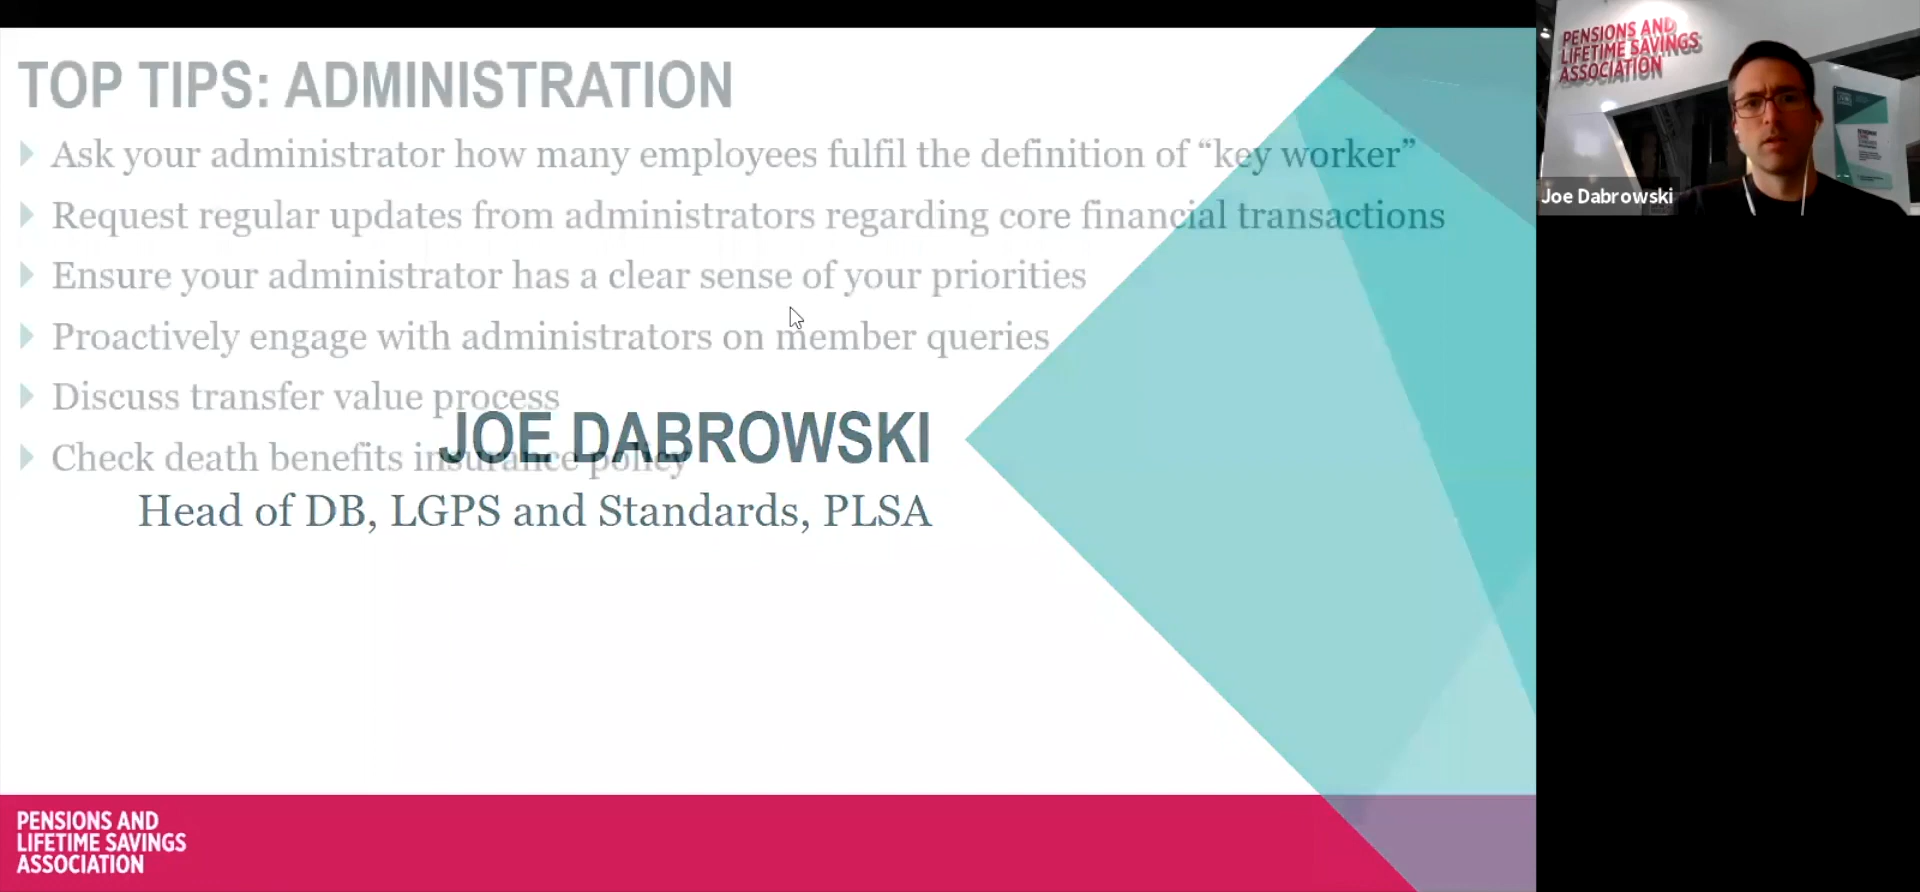 TOP TIPS: ADMINISTRATION
Ask your administrator how many employees fulfil the definition of “key worker”
Request regular updates from administrators regarding core financial transactions
Ensure your administrator has a clear sense of your priorities
Proactively engage with administrators on member queries
Discuss transfer value process
Check death benefits insurance policy
JOE DABROWSKI
Head of DB, LGPS and Standards, PLSA
PENSIONS AND
LIFETIME SAVINGS
ASSOCIATION
PENSIONS AND
LIFETIME SAVINGS
ASSOCIATION
Joe Dabrowski